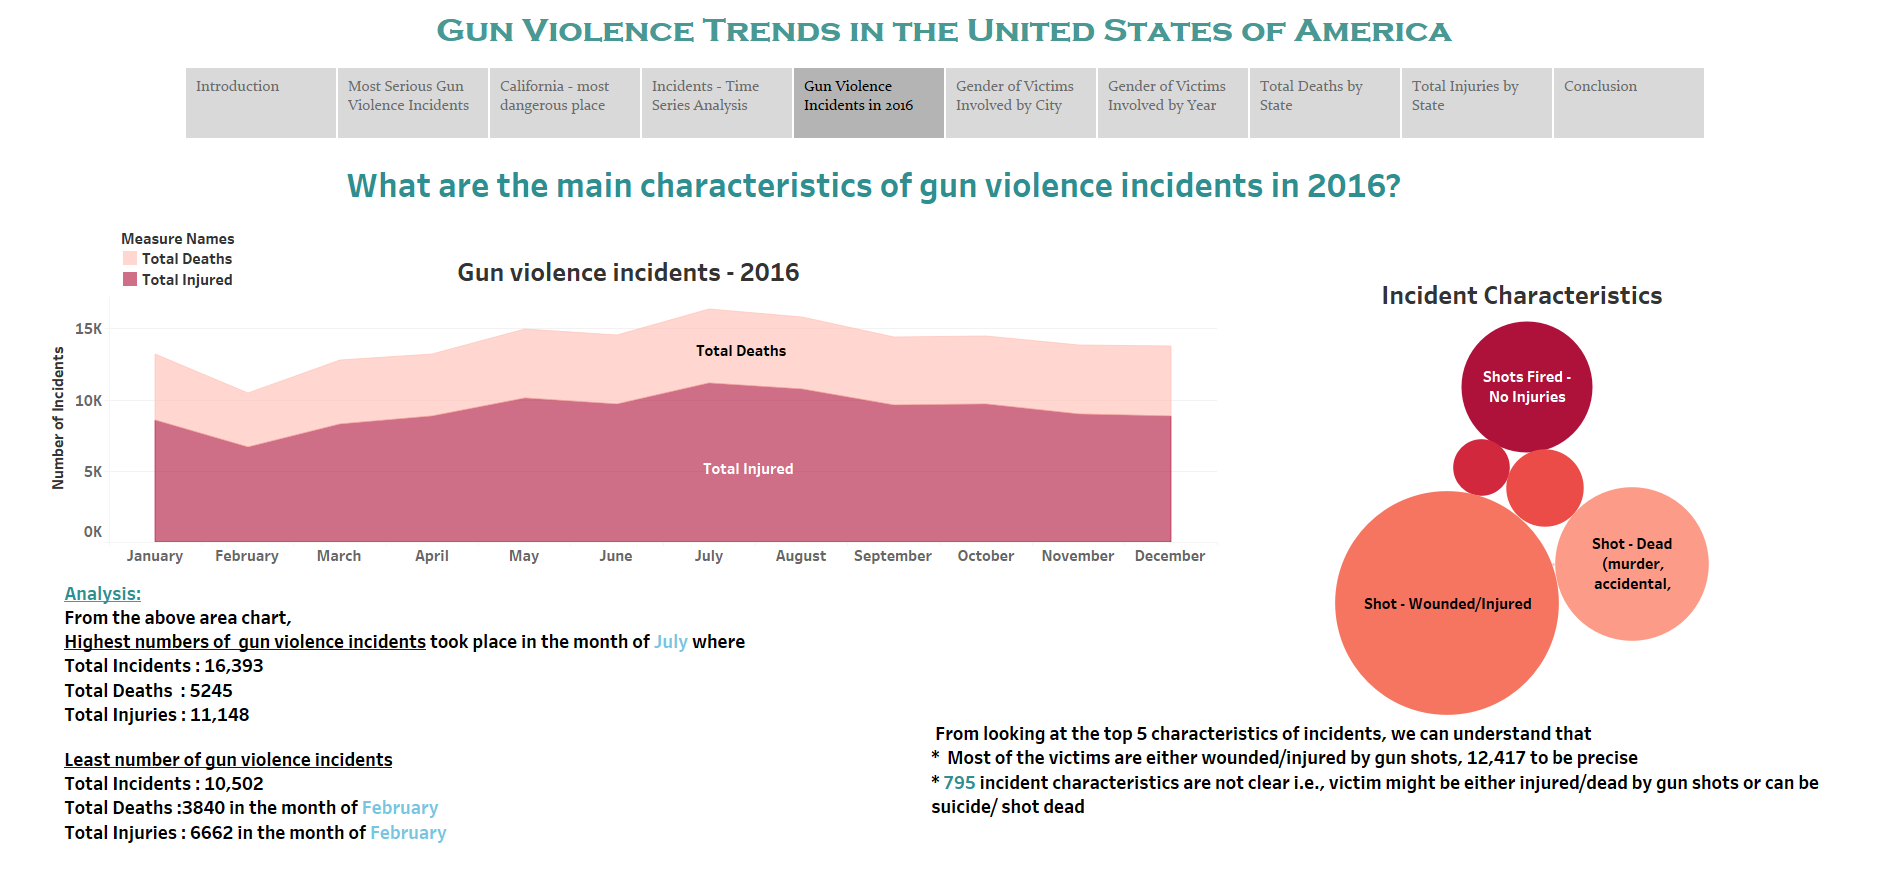 Gun Violence Trends in the United States of America
Introduction
Most Serious Gun
Violence Incidents
California - most
dangerous place
Incidents - Time
Series Analysis
Gun Violence
Incidents in 2016
Gender of Victims
Involved by City
Gender of Victims
Involved by Year
Total Deaths by
State
Total Injuries by
State
Conclusion
What are the main characteristics of gun violence incidents in 2016?
Measure Names
Total Deaths
Total Injured
Gun violence incidents - 2016
Number of Incidents
15K
10K
5K
0K
Total Deaths
Total Injured
January
February
March
April
May
June
July
August
September
October
November
December
Incident Characteristics
Shots Fired -
No Injuries
Shot - Dead
(murder,
accidental,
Shot - Wounded/Injured
Analysis:
From the above area chart,
Highest numbers of  gun violence incidents took place in the month of July where
Total Incidents : 16,393
Total Deaths  : 5245
Total Injuries : 11,148
Least number of gun violence incidents
Total Incidents : 10,502
Total Deaths :3840 in the month of February
Total Injuries : 6662 in the month of February
From looking at the top 5 characteristics of incidents, we can understand that
*  Most of the victims are either wounded/injured by gun shots, 12,417 to be precise
* 795 incident characteristics are not clear i.e., victim might be either injured/dead by gun shots or can be
suicide/ shot dead